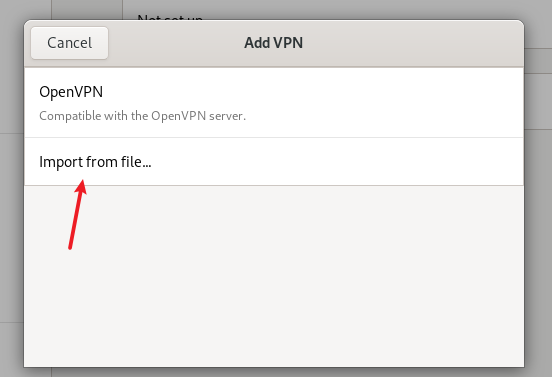 Not set up
Cancel
Add VPN
OpenVPN
Compatible with the OpenVPN server.
Import from file...